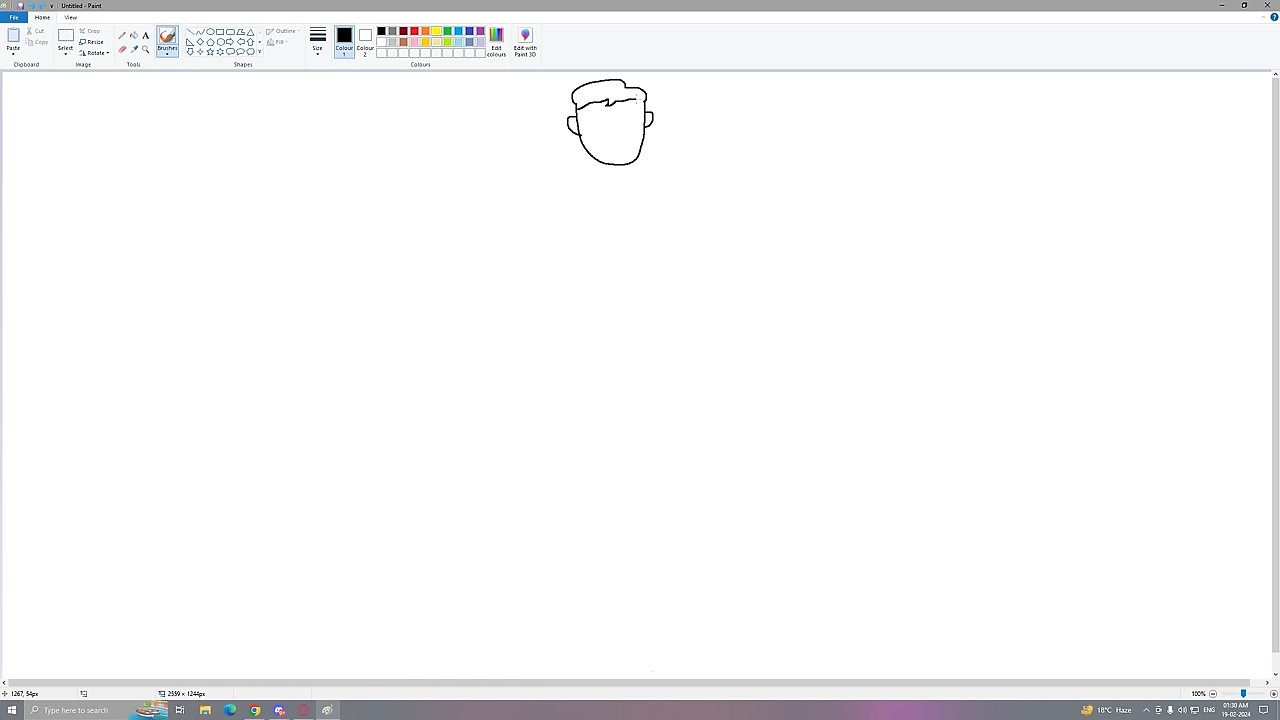 Untitled - Paint
File
Home
View
Paste
Cut
Copy
Clipboard
Select
Crop
Resize
Rotate
Image
A
Tools
Brushes
Outline
Fill
Shapes
Size
Colour
1
Colour
2
Edit
colours
Edit with
Paint 3D
Colours
1267, 54px
2559 × 1244px
100%
Type here to search
18°C Haze
ENG
01:30 AM
19-02-2024